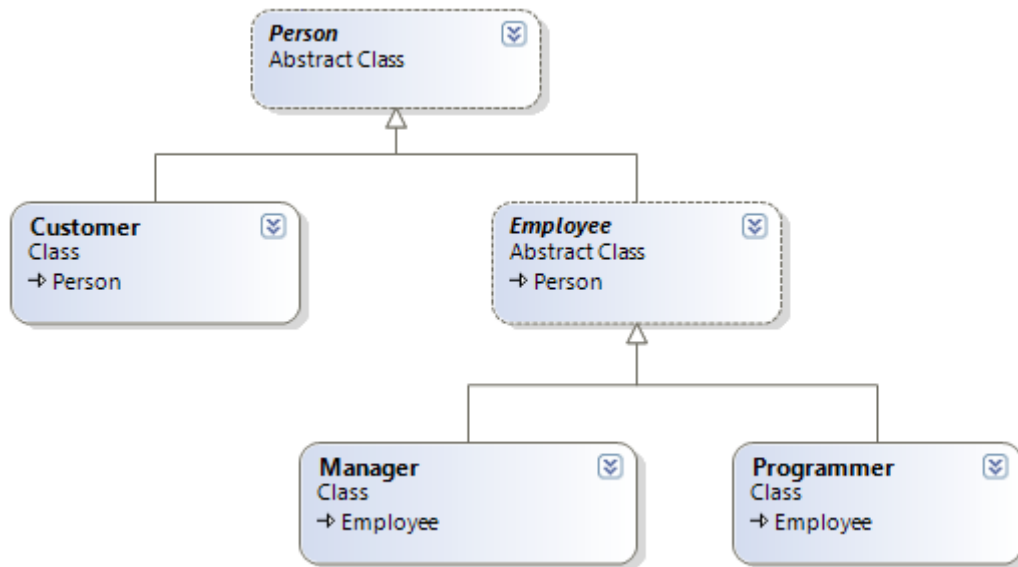 Person
Abstract Class
Customer
Class
Person
Employee
Abstract Class
Person
Manager
Class
Employee
Programmer
Class
Employee